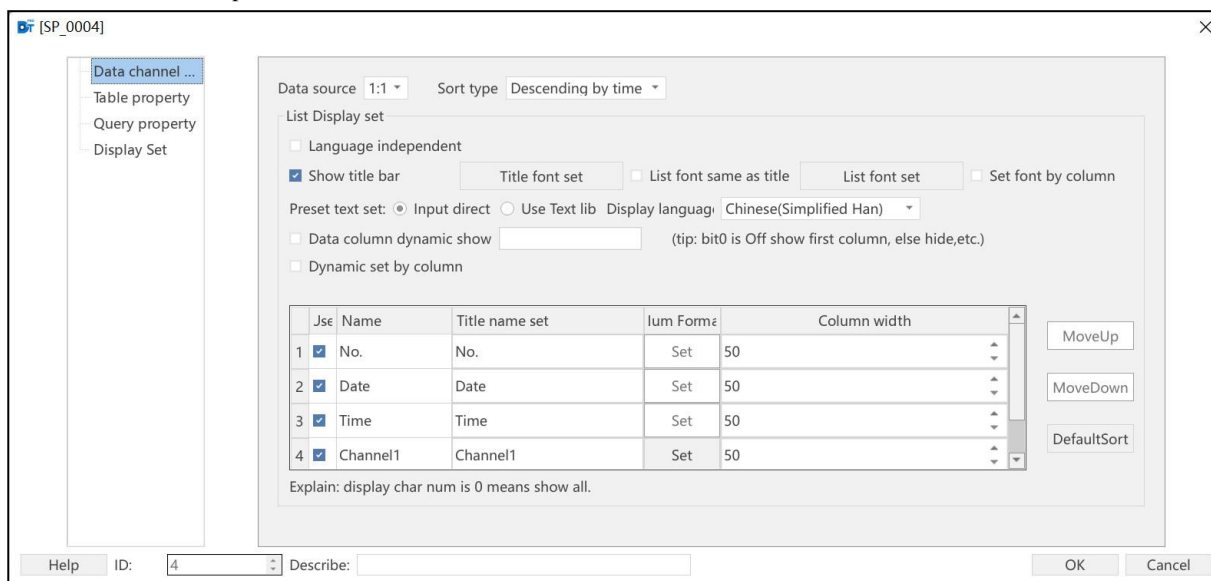 DT [SP_0004]
Data channel ...
Table property
Query property
Display Set
Data source 1:1 Sort type Descending by time
List Display set
Language independent
Show title bar Title font set List font same as title List font set Set font by column
Preset text set: Input direct Use Text lib Display languag Chinese(Simplified Han)
Data column dynamic show (tip: bit0 is Off show first column, else hide,etc.)
Dynamic set by column
Jse Name Title name set lum Forma Column width
1 No. No. Set 50
2 Date Date Set 50
3 Time Time Set 50
4 Channel1 Channel1 Set 50
MoveUp
MoveDown
DefaultSort
Explain: display char num is 0 means show all.
Help ID: 4 Describe: OK Cancel